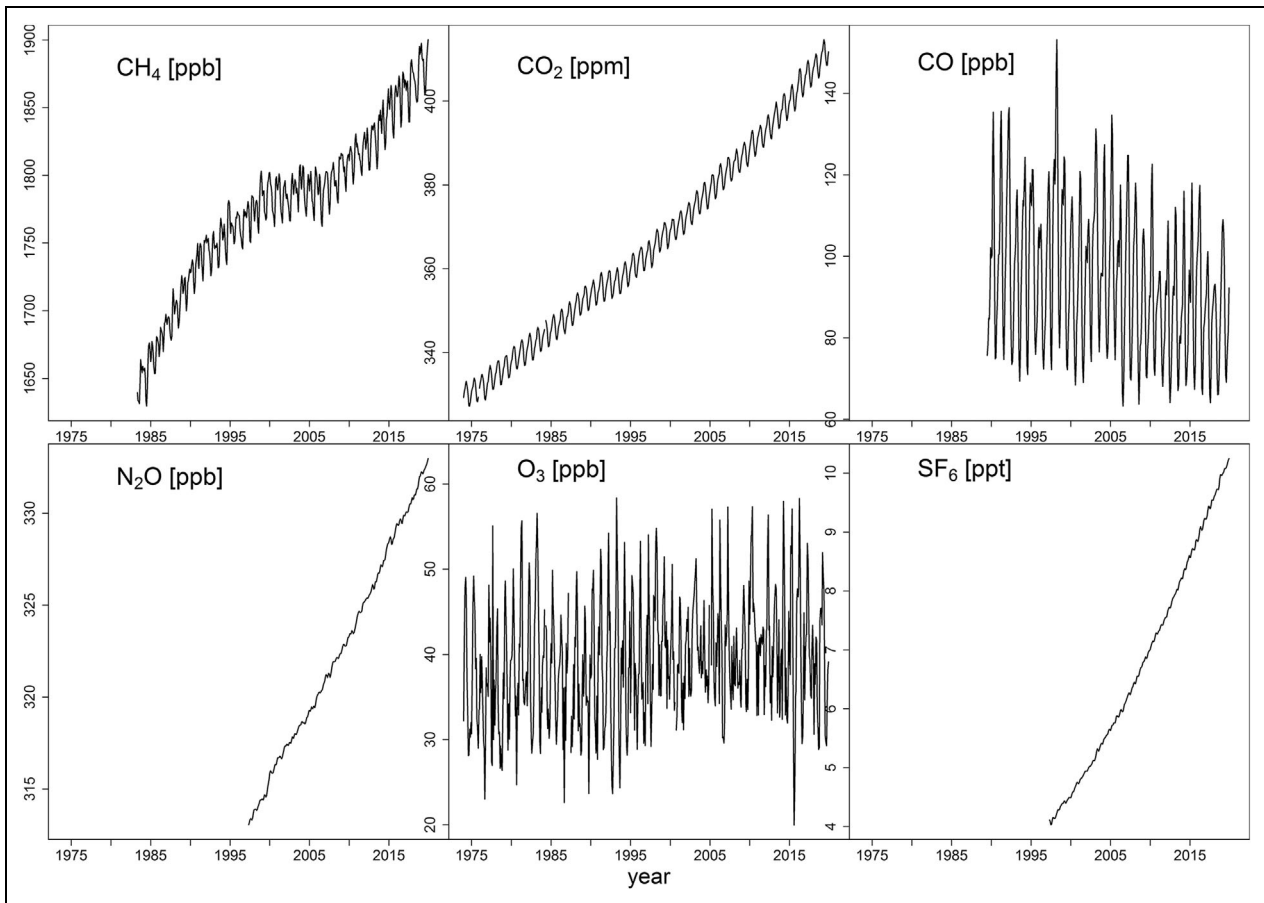 CH₄ [ppb]
1650 1700 1750 1800 1850 1900
1975 1985 1995 2005 2015
CO₂ [ppm]
340 360 380 400
1975 1985 1995 2005 2015
CO [ppb]
60 80 100 120 140
1975 1985 1995 2005 2015
N₂O [ppb]
315 320 325 330
1975 1985 1995 2005 2015
O₃ [ppb]
20 30 40 50 60
1975 1985 1995 2005 2015
SF₆ [ppt]
4 5 6 7 8 9 10
1975 1985 1995 2005 2015
year